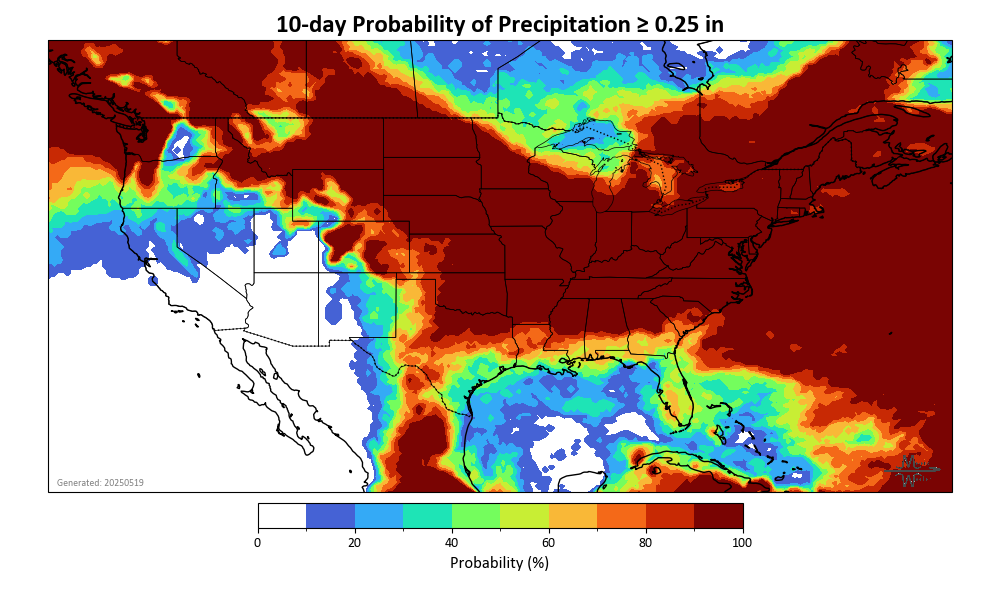 10-day Probability of Precipitation ≥ 0.25 in
Generated: 20250519
0 20 40 60 80 100
Probability (%)